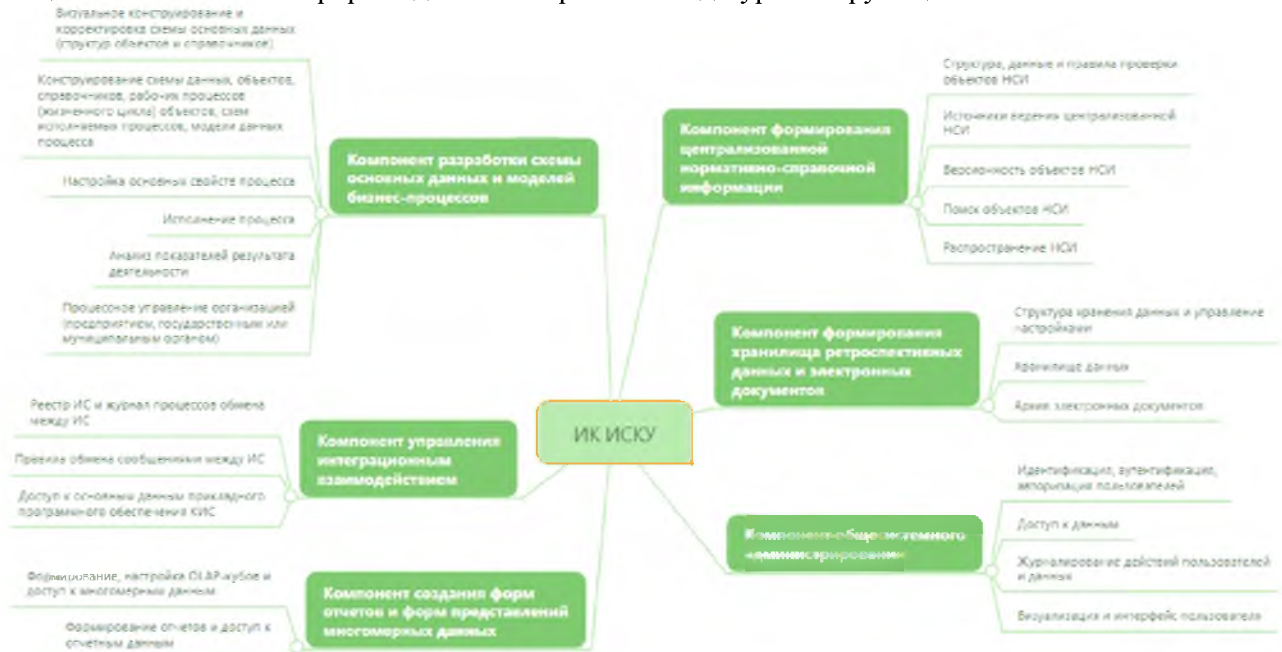 Визуальное конструирование и
корректировка схемы основных данных
(структур объектов и справочников)
Конструирование схемы данных, объектов,
справочников, рабочих процессов
(жизненного цикла) объектов, схем
исполняемых процессов, модели данных
процесса
Настройка основных свойств процесса
Исполнение процесса
Анализ показателей результата
деятельности
Процессное управление организацией
(предприятием, государственным или
муниципальным органом)
Компонент разработки схемы
основных данных и моделей
бизнес-процессов
Реестр ИС и журнал процессов обмена
между ИС
Правила обмена сообщениями между ИС
Доступ к основным данным прикладного
программного обеспечения КИС
Компонент управления
интеграционным
взаимодействием
Формирование, настройка OLAP-кубов и
доступ к многомерным данным
Формирование отчетов и доступ к
отчетным данным
Компонент создания форм
отчетов и форм представлений
многомерных данных
ИК ИСКУ
Компонент формирования
централизованной
нормативно-справочной
информации
Структура, данные и правила проверки
объектов НСИ
Источники ведения централизованной
НСИ
Версионность объектов НСИ
Поиск объектов НСИ
Распространение НСИ
Компонент формирования
хранилища ретроспективных
данных и электронных
документов
Структура хранения данных и управление
настройками
Хранилище данных
Архив электронных документов
Компонент общесистемного
администрирования
Идентификация, аутентификация,
авторизация пользователей
Доступ к данным
Журналирование действий пользователей
и данных
Визуализация и интерфейс пользователя